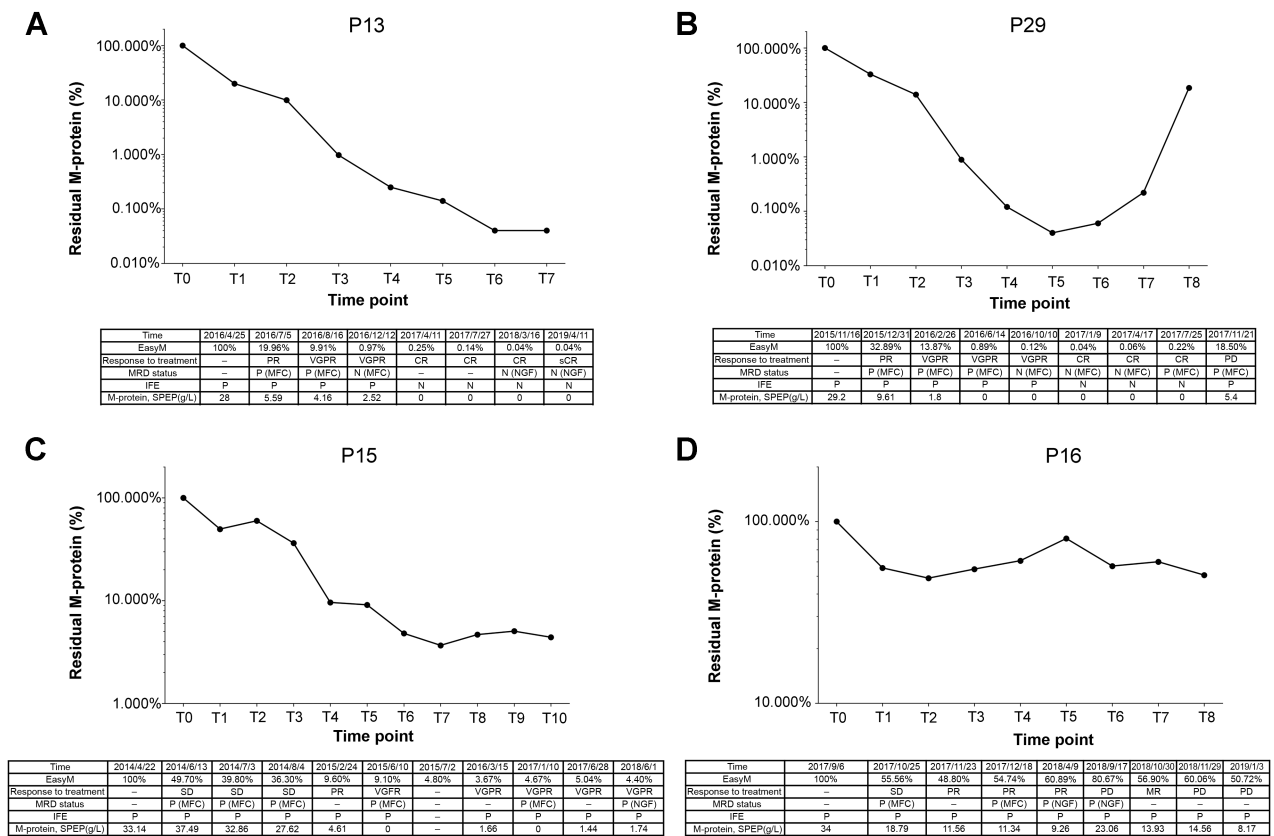 A
P13
Residual M-protein (%)
100.000%
10.000%
1.000%
0.100%
0.010%
T0 T1 T2 T3 T4 T5 T6 T7
Time point
Time 2016/4/25 2016/7/5 2016/8/16 2016/12/12 2017/4/11 2017/7/27 2018/3/16 2019/4/11
EasyM 100% 19.96% 9.91% 0.97% 0.25% 0.14% 0.04% 0.04%
Response to treatment – PR VGPR VGPR CR CR CR sCR
MRD status – P (MFC) P (MFC) N (MFC) – – N (NGF) N (NGF)
IFE P P P P N N N N
M-protein, SPEP(g/L) 28 5.59 4.16 2.52 0 0 0 0
B
P29
Residual M-protein (%)
100.000%
10.000%
1.000%
0.100%
0.010%
T0 T1 T2 T3 T4 T5 T6 T7 T8
Time point
Time 2015/11/16 2015/12/31 2016/2/26 2016/6/14 2016/10/10 2017/1/9 2017/4/17 2017/7/25 2017/11/21
EasyM 100% 32.89% 13.87% 0.89% 0.12% 0.04% 0.06% 0.22% 18.50%
Response to treatment – PR VGPR VGPR VGPR CR CR CR PD
MRD status – P (MFC) P (MFC) P (MFC) N (MFC) N (MFC) N (MFC) P (MFC) P (MFC)
IFE P P P P P N N N P
M-protein, SPEP(g/L) 29.2 9.61 1.8 0 0 0 0 0 5.4
C
P15
Residual M-protein (%)
100.000%
10.000%
1.000%
T0 T1 T2 T3 T4 T5 T6 T7 T8 T9 T10
Time point
Time 2014/4/22 2014/6/13 2014/7/3 2014/8/4 2015/2/24 2015/6/10 2015/7/2 2016/3/15 2017/1/10 2017/6/28 2018/6/1
EasyM 100% 49.70% 39.80% 36.30% 9.60% 9.10% 4.80% 3.67% 4.67% 5.04% 4.40%
Response to treatment – SD SD SD PR VGFR – VGPR VGPR VGPR VGPR
MRD status – P (MFC) P (MFC) P (MFC) – P (MFC) – – P (MFC) – P (NGF)
IFE P P P P P P – P P P P
M-protein, SPEP(g/L) 33.14 37.49 32.86 27.62 4.61 0 – 1.66 0 1.44 1.74
D
P16
Residual M-protein (%)
100.000%
10.000%
T0 T1 T2 T3 T4 T5 T6 T7 T8
Time point
Time 2017/9/6 2017/10/25 2017/11/23 2017/12/18 2018/4/9 2018/9/17 2018/10/30 2018/11/29 2019/1/3
EasyM 100% 55.56% 48.80% 54.74% 60.89% 80.67% 56.90% 60.06% 50.72%
Response to treatment – SD PR PR PR PD MR PD PD
MRD status – P (MFC) – P (MFC) P (NGF) P (NGF) – – –
IFE P P P P P P P P P
M-protein, SPEP(g/L) 34 18.79 11.56 11.34 9.26 23.06 13.93 14.56 8.17